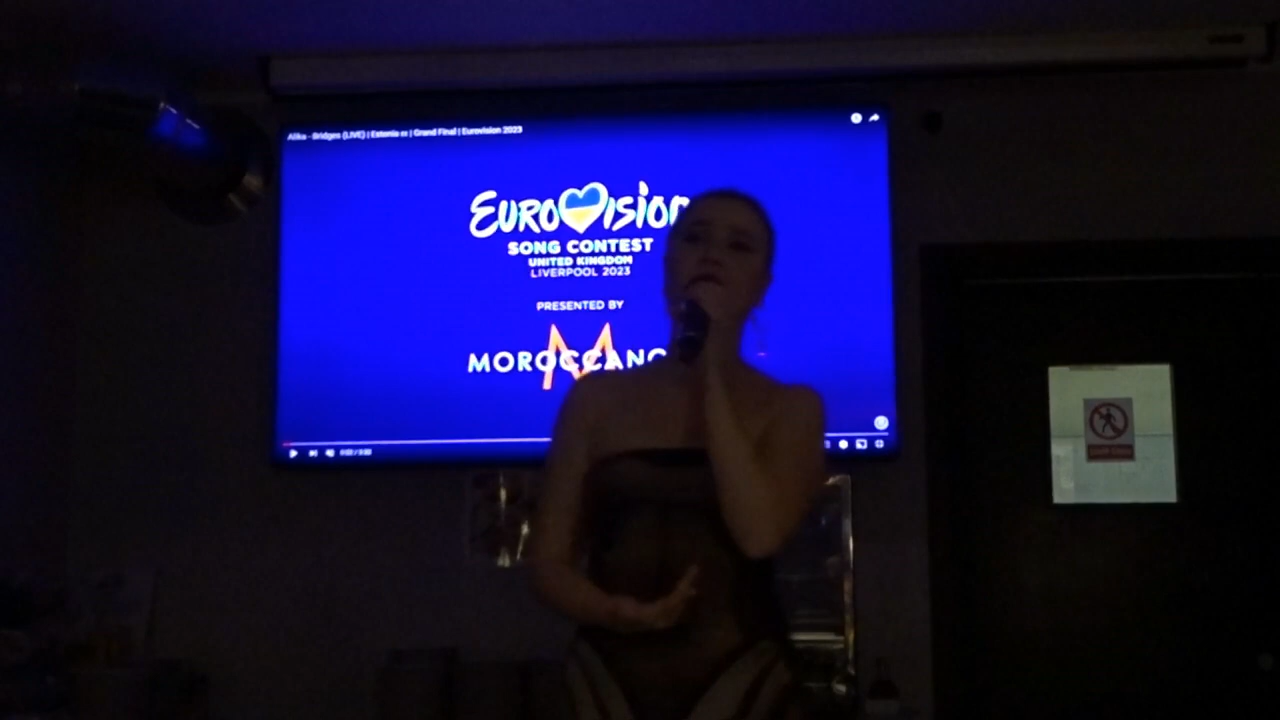 Alika - Bridges (LIVE) | Estonia 🇪🇪 | Grand Final | Eurovision 2023
EUROVISION
SONG CONTEST
UNITED KINGDOM
LIVERPOOL 2023
PRESENTED BY
MOROCCANO